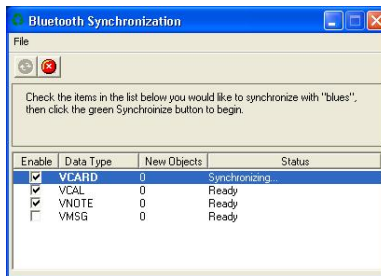 Bluetooth Synchronization
File
Check the items in the list below you would like to synchronize with "blues",
then click the green Synchroinize button to begin.
Enable Data Type New Objects Status
VCARD 0 Synchronizing...
VCAL 0 Ready
VNOTE 0 Ready
VMSG 0 Ready